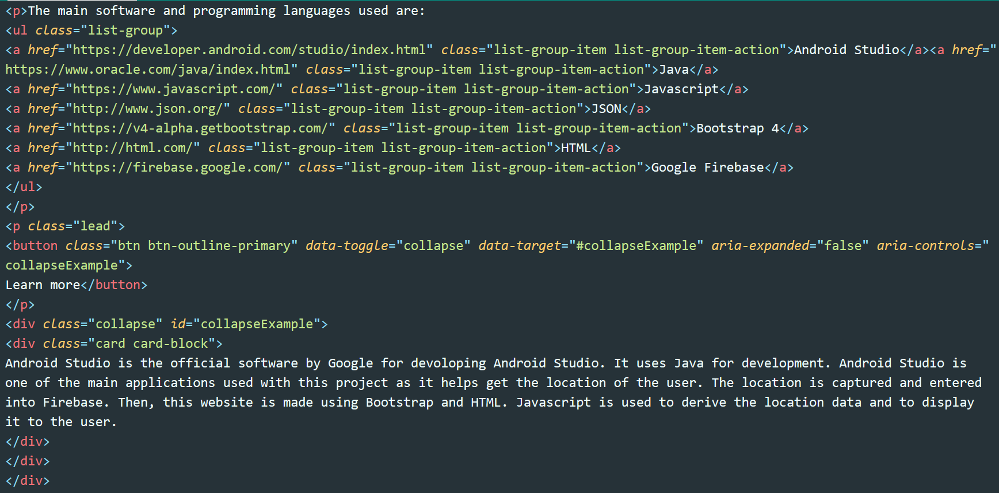 <p>The main software and programming languages used are:
<ul class="list-group">
<a href="https://developer.android.com/studio/index.html" class="list-group-item list-group-item-action">Android Studio</a><a href="
https://www.oracle.com/java/index.html" class="list-group-item list-group-item-action">Java</a>
<a href="https://www.javascript.com/" class="list-group-item list-group-item-action">Javascript</a>
<a href="http://www.json.org/" class="list-group-item list-group-item-action">JSON</a>
<a href="https://v4-alpha.getbootstrap.com/" class="list-group-item list-group-item-action">Bootstrap 4</a>
<a href="http://html.com/" class="list-group-item list-group-item-action">HTML</a>
<a href="https://firebase.google.com/" class="list-group-item list-group-item-action">Google Firebase</a>
</ul>
</p>
<p class="lead">
<button class="btn btn-outline-primary" data-toggle="collapse" data-target="#collapseExample" aria-expanded="false" aria-controls="
collapseExample">
Learn more</button>
</p>
<div class="collapse" id="collapseExample">
<div class="card card-block">
Android Studio is the official software by Google for devoloping Android Studio. It uses Java for development. Android Studio is
one of the main applications used with this project as it helps get the location of the user. The location is captured and entered
into Firebase. Then, this website is made using Bootstrap and HTML. Javascript is used to derive the location data and to display
it to the user.
</div>
</div>
</div>